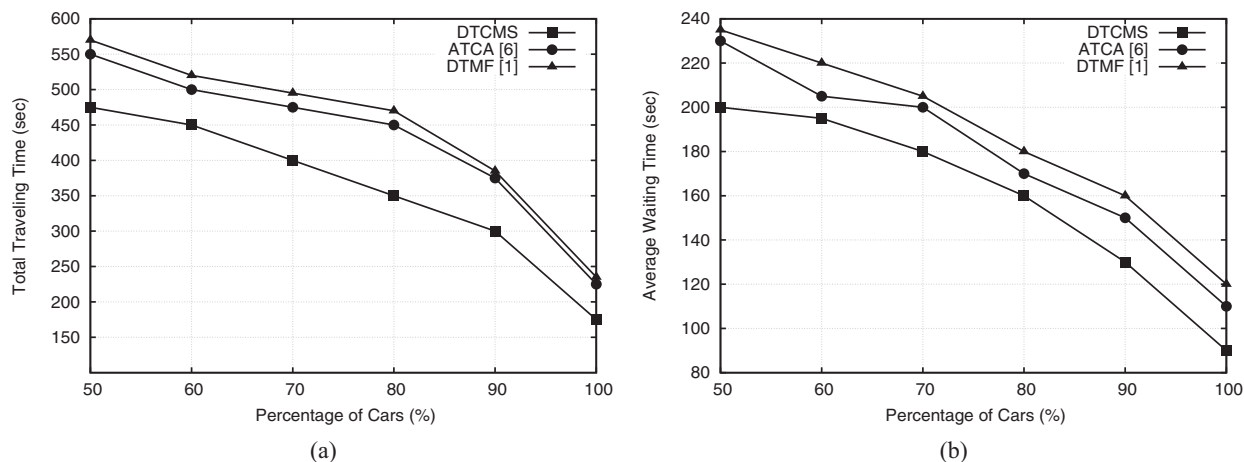 600
550
500
450
400
350
300
250
200
150
50 60 70 80 90 100
Total Traveling Time (sec)
Percentage of Cars (%)
DTCMS
ATCA [6]
DTMF [1]
(a)
240
220
200
180
160
140
120
100
80
50 60 70 80 90 100
Average Waiting Time (sec)
Percentage of Cars (%)
DTCMS
ATCA [6]
DTMF [1]
(b)